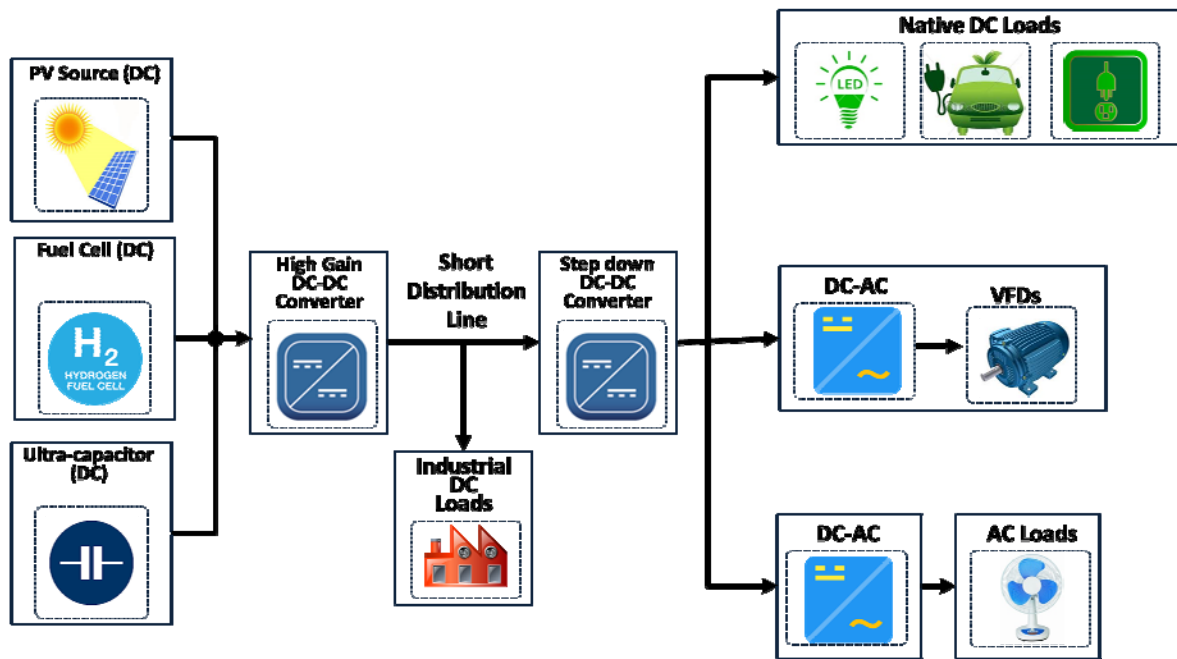 PV Source (DC)
Fuel Cell (DC)
H2
HYDROGEN
FUEL CELL
Ultra-capacitor
(DC)
High Gain
DC-DC
Converter
Short
Distribution
Line
Industrial
DC
Loads
Step down
DC-DC
Converter
Native DC Loads
LED
DC-AC
VFDs
DC-AC
AC Loads